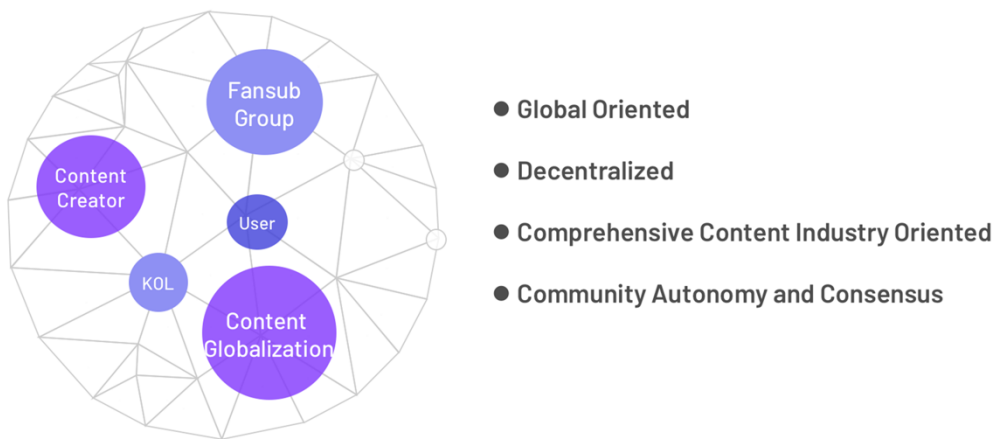 Fansub
Group
Content
Creator
User
KOL
Content
Globalization
● Global Oriented
● Decentralized
● Comprehensive Content Industry Oriented
● Community Autonomy and Consensus